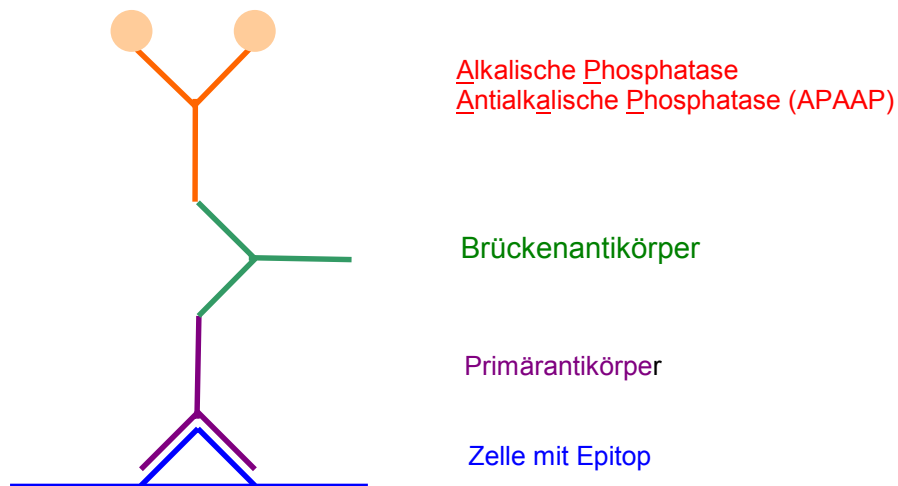 Alkalische Phosphatase
Antialkalische Phosphatase (APAAP)
Brückenantikörper
Primärantikörper
Zelle mit Epitop